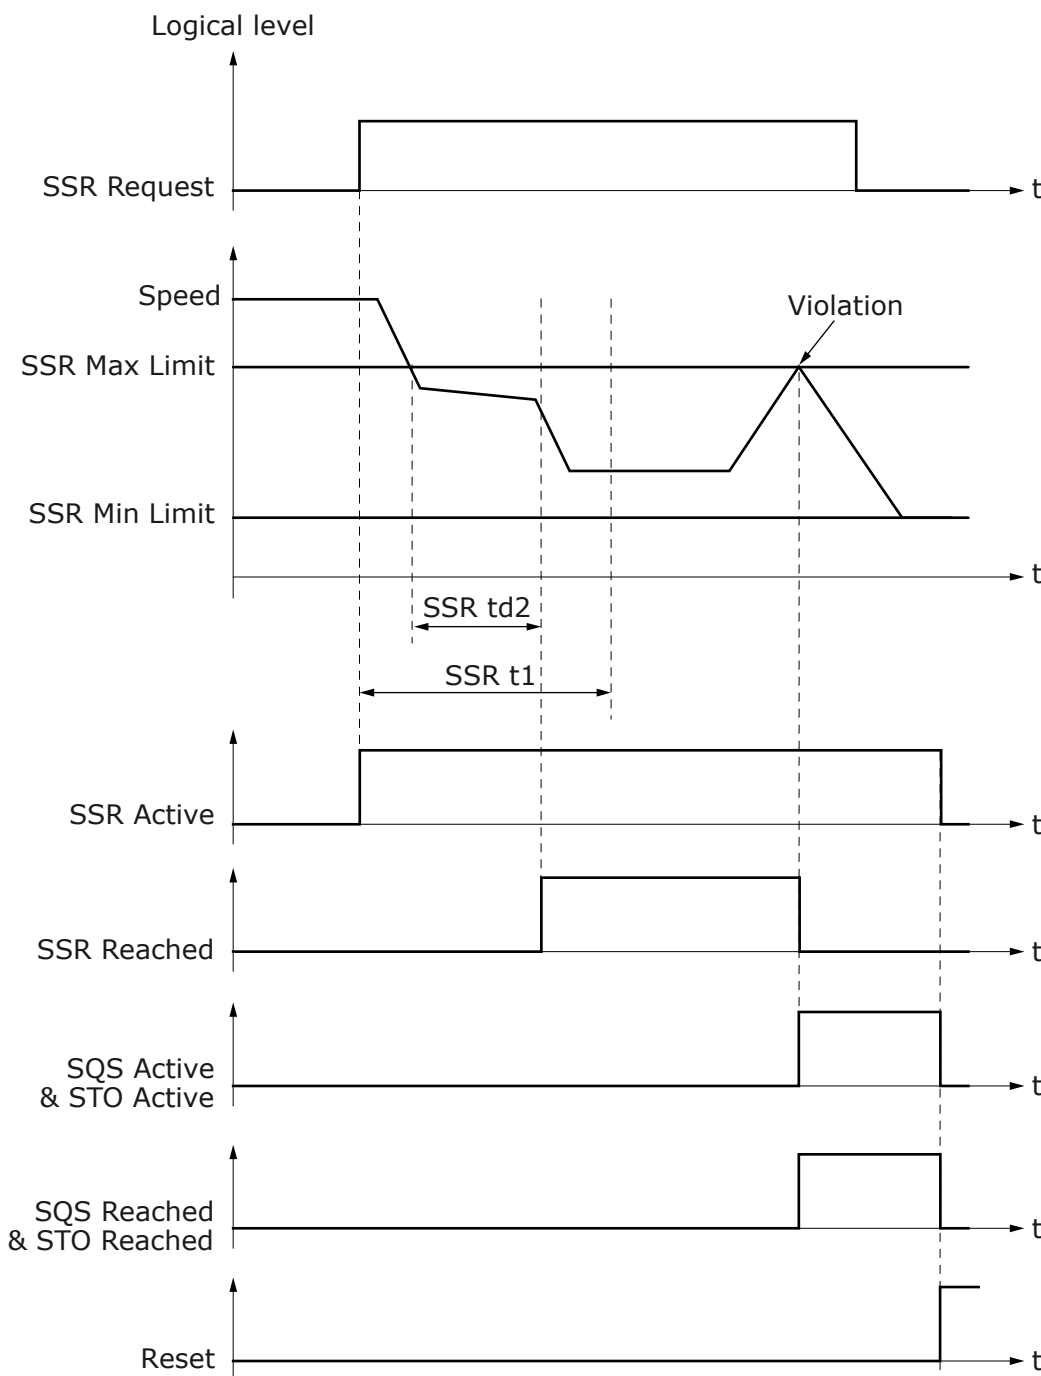 Logical level
SSR Request
t
Speed
Violation
SSR Max Limit
SSR Min Limit
t
SSR td2
SSR t1
SSR Active
t
SSR Reached
t
SQS Active
& STO Active
t
SQS Reached
& STO Reached
t
Reset
t